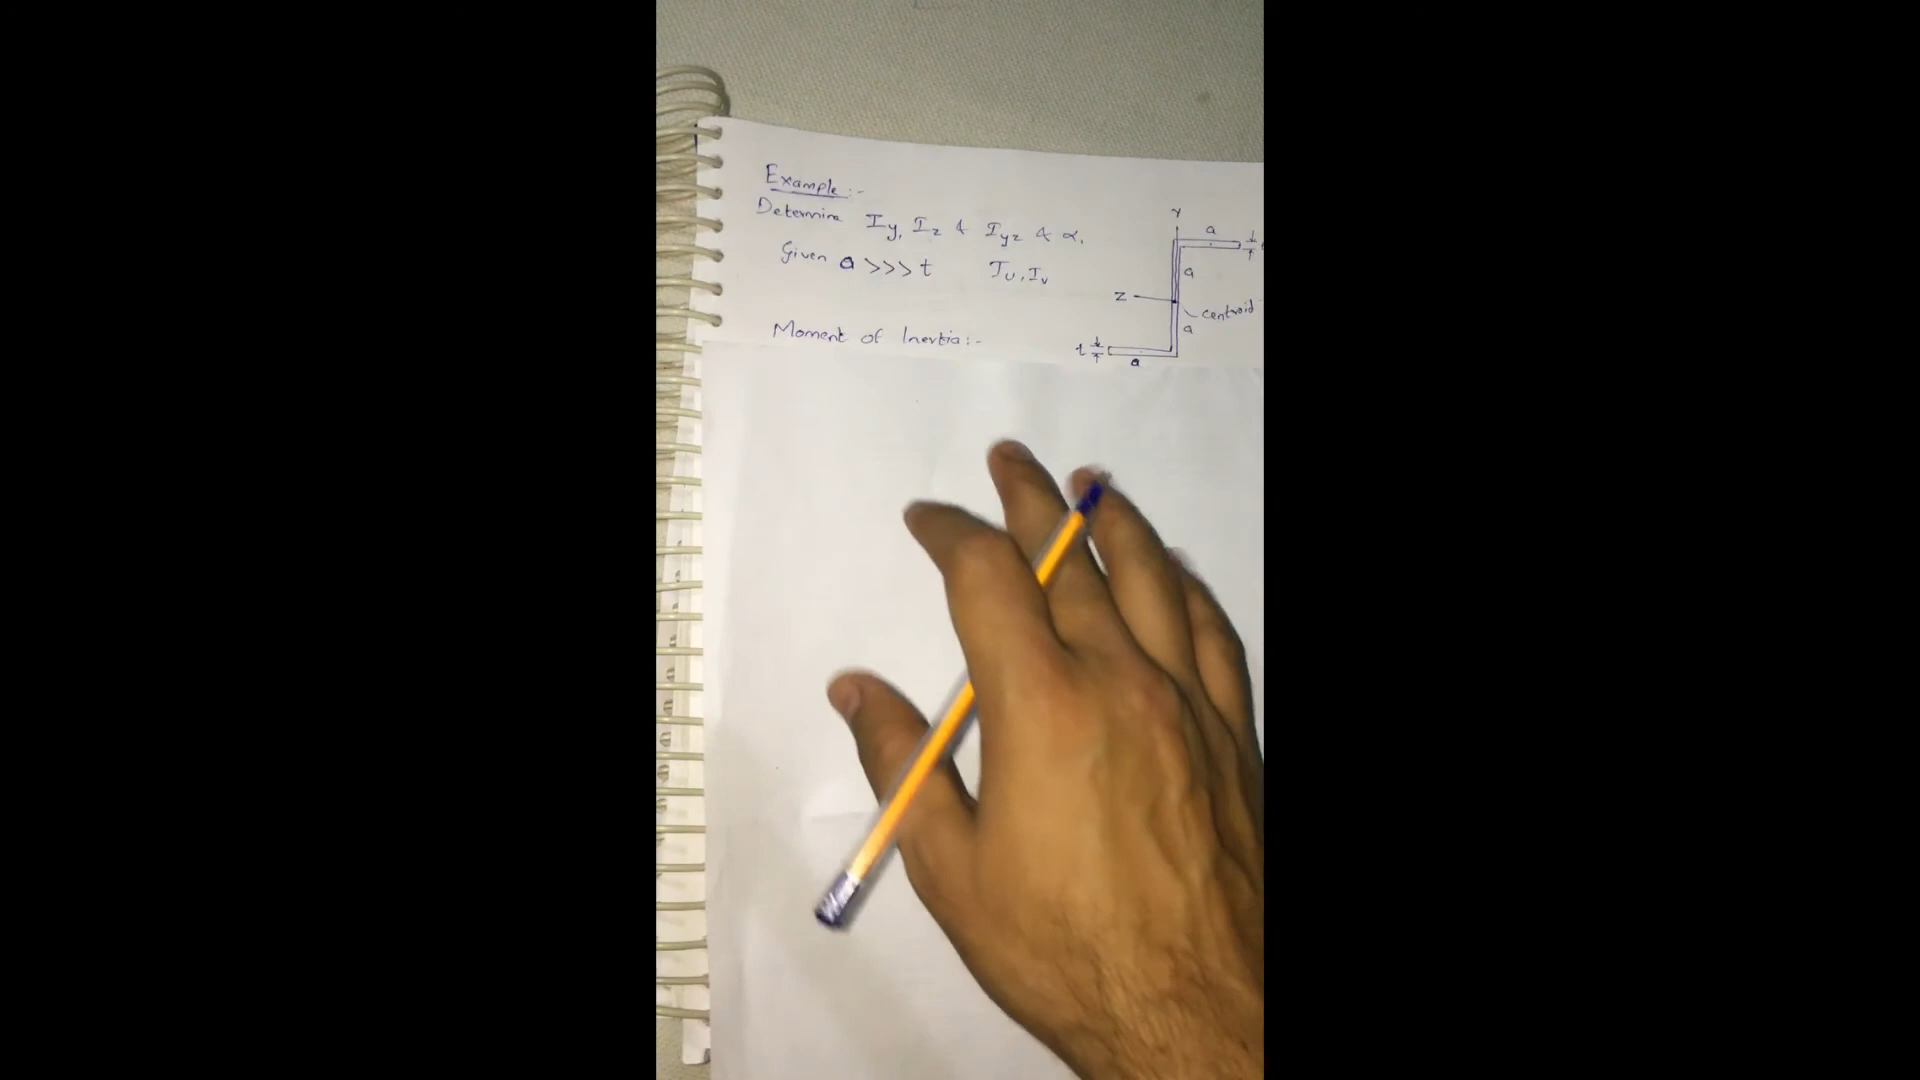 Example:-
Determine Iy, Iz & Iyz & α.
Given a >>> t Iu, Iv
Moment of Inertia:-
Y
a
a
Z
centroid
a
t
a